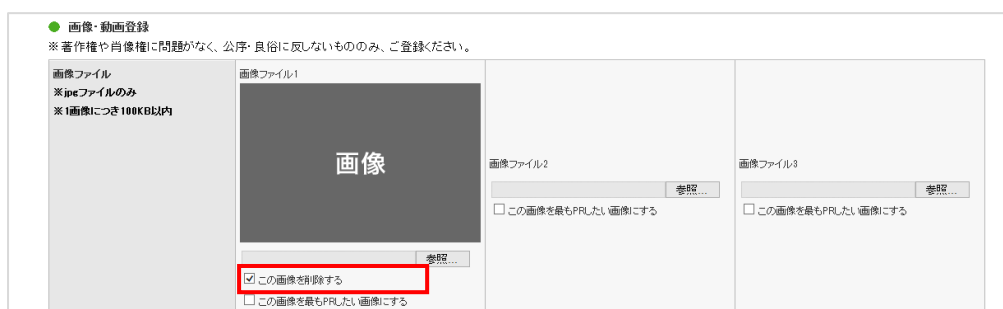 画像・動画登録
※著作権や肖像権に問題がなく、公序・良俗に反しないもののみ、ご登録ください。
画像ファイル
※jpgファイルのみ
※1画像につき100KB以内
画像ファイル1
画像
参照...
この画像を削除する
この画像を最もPRしたい画像にする
画像ファイル2
参照...
この画像を最もPRしたい画像にする
画像ファイル3
参照...
この画像を最もPRしたい画像にする